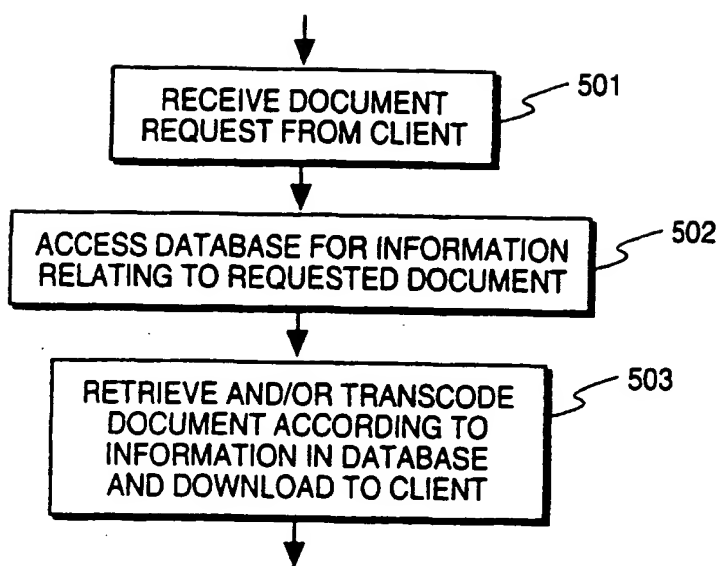 RECEIVE DOCUMENT
REQUEST FROM CLIENT
501
ACCESS DATABASE FOR INFORMATION
RELATING TO REQUESTED DOCUMENT
502
RETRIEVE AND/OR TRANSCODE
DOCUMENT ACCORDING TO
INFORMATION IN DATABASE
AND DOWNLOAD TO CLIENT
503